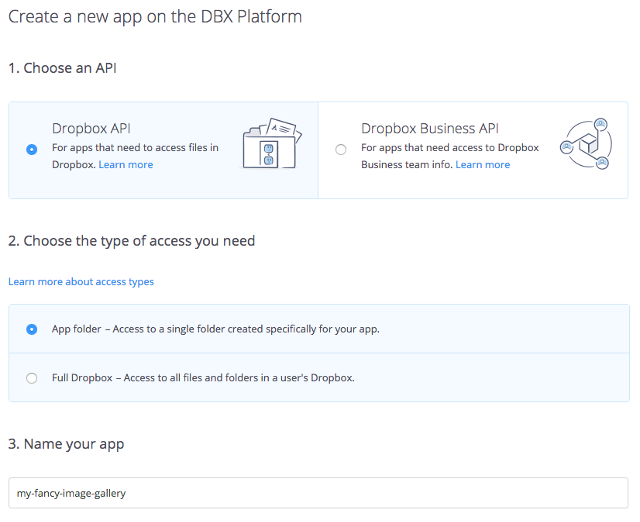 Create a new app on the DBX Platform
1. Choose an API
Dropbox API
For apps that need to access files in
Dropbox. Learn more
Dropbox Business API
For apps that need access to Dropbox
Business team info. Learn more
2. Choose the type of access you need
Learn more about access types
App folder – Access to a single folder created specifically for your app.
Full Dropbox – Access to all files and folders in a user's Dropbox.
3. Name your app
my-fancy-image-gallery